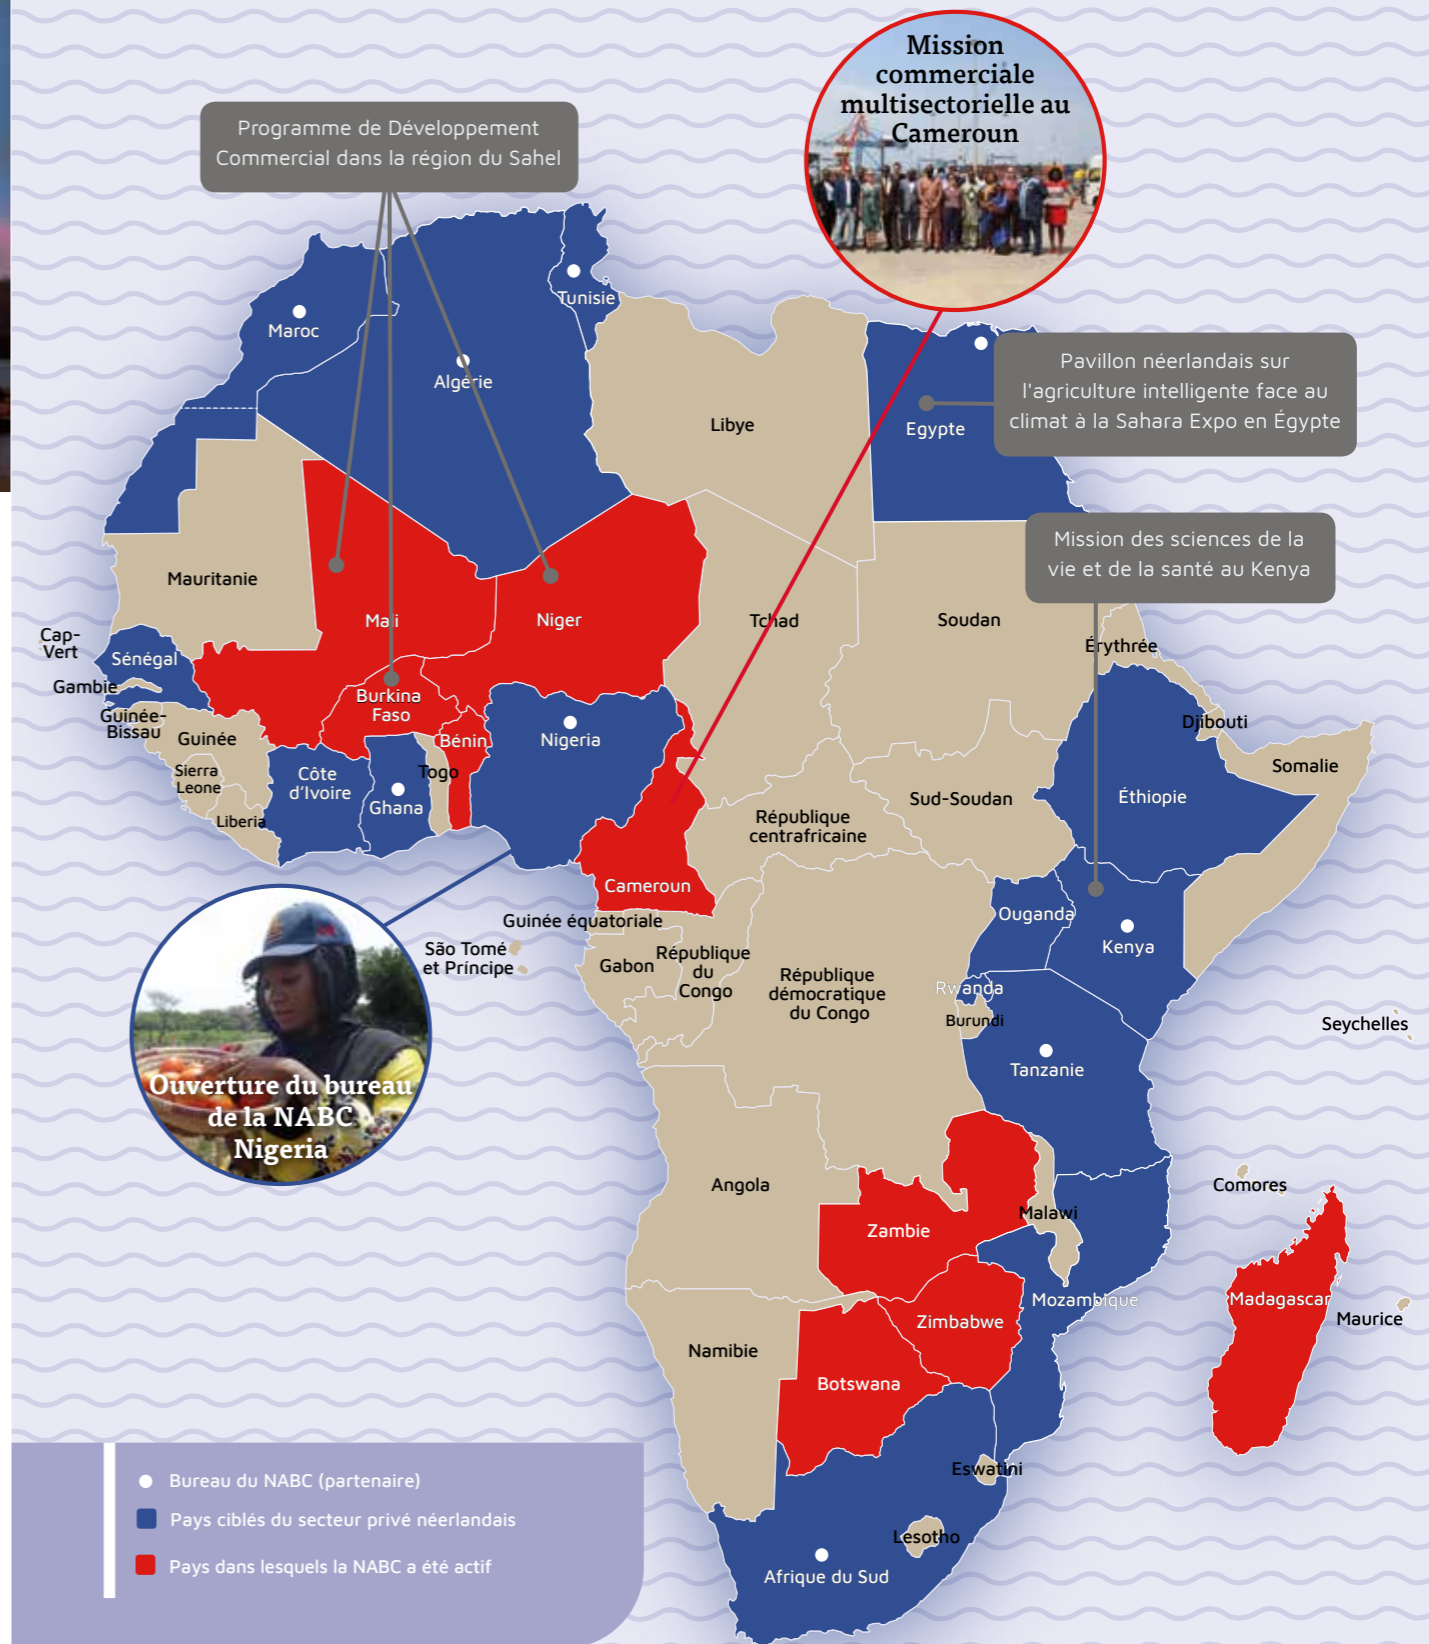 Mission
commerciale
multisectorielle au
Cameroun
Programme de Développement
Commercial dans la région du Sahel
Pavillon néerlandais sur
l'agriculture intelligente face au
climat à la Sahara Expo en Égypte
Mission des sciences de la
vie et de la santé au Kenya
Tunisie
Maroc
Algérie
Libye
Egypte
Mauritanie
Mali
Niger
Tchad
Soudan
Érythrée
Cap-
Vert
Sénégal
Gambie
Guinée-
Bissau
Guinée
Sierra
Leone
Liberia
Côte
d'Ivoire
Burkina
Faso
Ghana
Togo
Bénin
Nigeria
Djibouti
Somalie
Éthiopie
Sud-Soudan
République
centrafricaine
Cameroun
Guinée équatoriale
São Tomé
et Príncipe
Gabon
République
du
Congo
République
démocratique
du Congo
Ouganda
Kenya
Rwanda
Burundi
Tanzanie
Seychelles
Ouverture du bureau
de la NABC
Nigeria
Angola
Zambie
Malawi
Comores
Mozambique
Madagascar
Maurice
Zimbabwe
Namibie
Botswana
Eswatini
Lesotho
Afrique du Sud
Bureau du NABC (partenaire)
Pays ciblés du secteur privé néerlandais
Pays dans lesquels la NABC a été actif